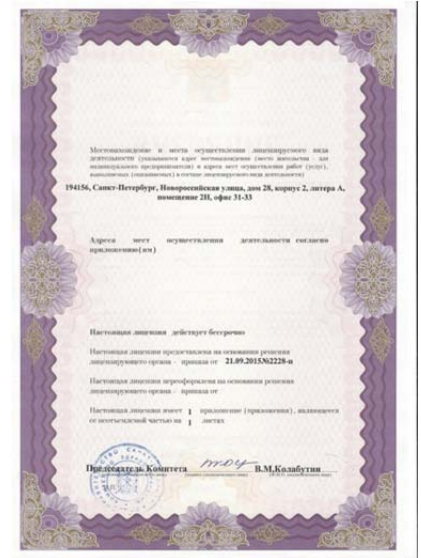 Местонахождение и места осуществления лицензируемого вида
деятельности (указываются адрес местонахождения (место жительства - для
индивидуального предпринимателя) и адреса мест осуществления работ (услуг),
выполняемых (оказываемых) в составе лицензируемого вида деятельности)
194156, Санкт-Петербург, Новороссийская улица, дом 28, корпус 2, литера А,
помещение 2Н, офис 31-33
Адреса мест осуществления деятельности согласно
приложению(ям)
Настоящая лицензия действует бессрочно
Настоящая лицензия предоставлена на основании решения
лицензирующего органа - приказа от 21.09.2015№2228-н
Настоящая лицензия переоформлена на основании решения
лицензирующего органа - приказа от
Настоящая лицензия имеет 1 приложение (приложения), являющееся
ее неотъемлемой частью на 1 листах
Председатель Комитета В.М.Колабутин